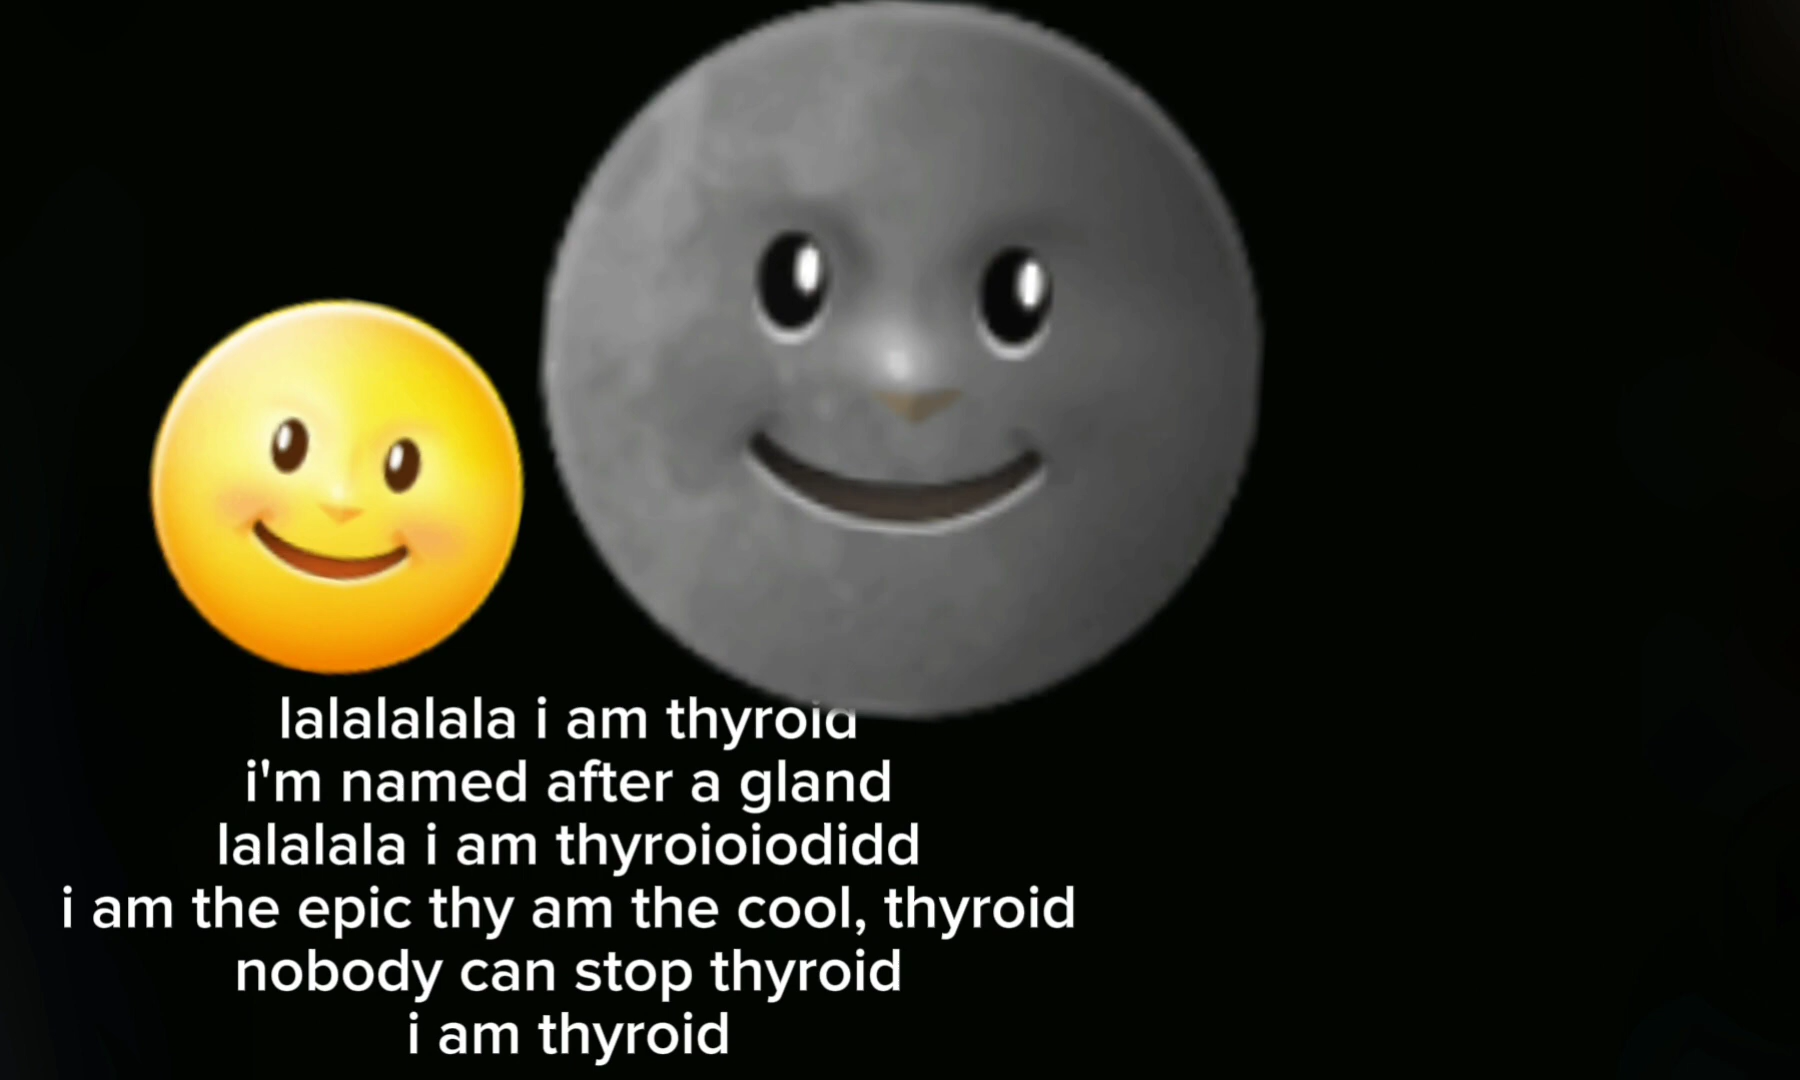 lalalalala i am thyroid
i'm named after a gland
lalalala i am thyroioiodidd
i am the epic thy am the cool, thyroid
nobody can stop thyroid
i am thyroid